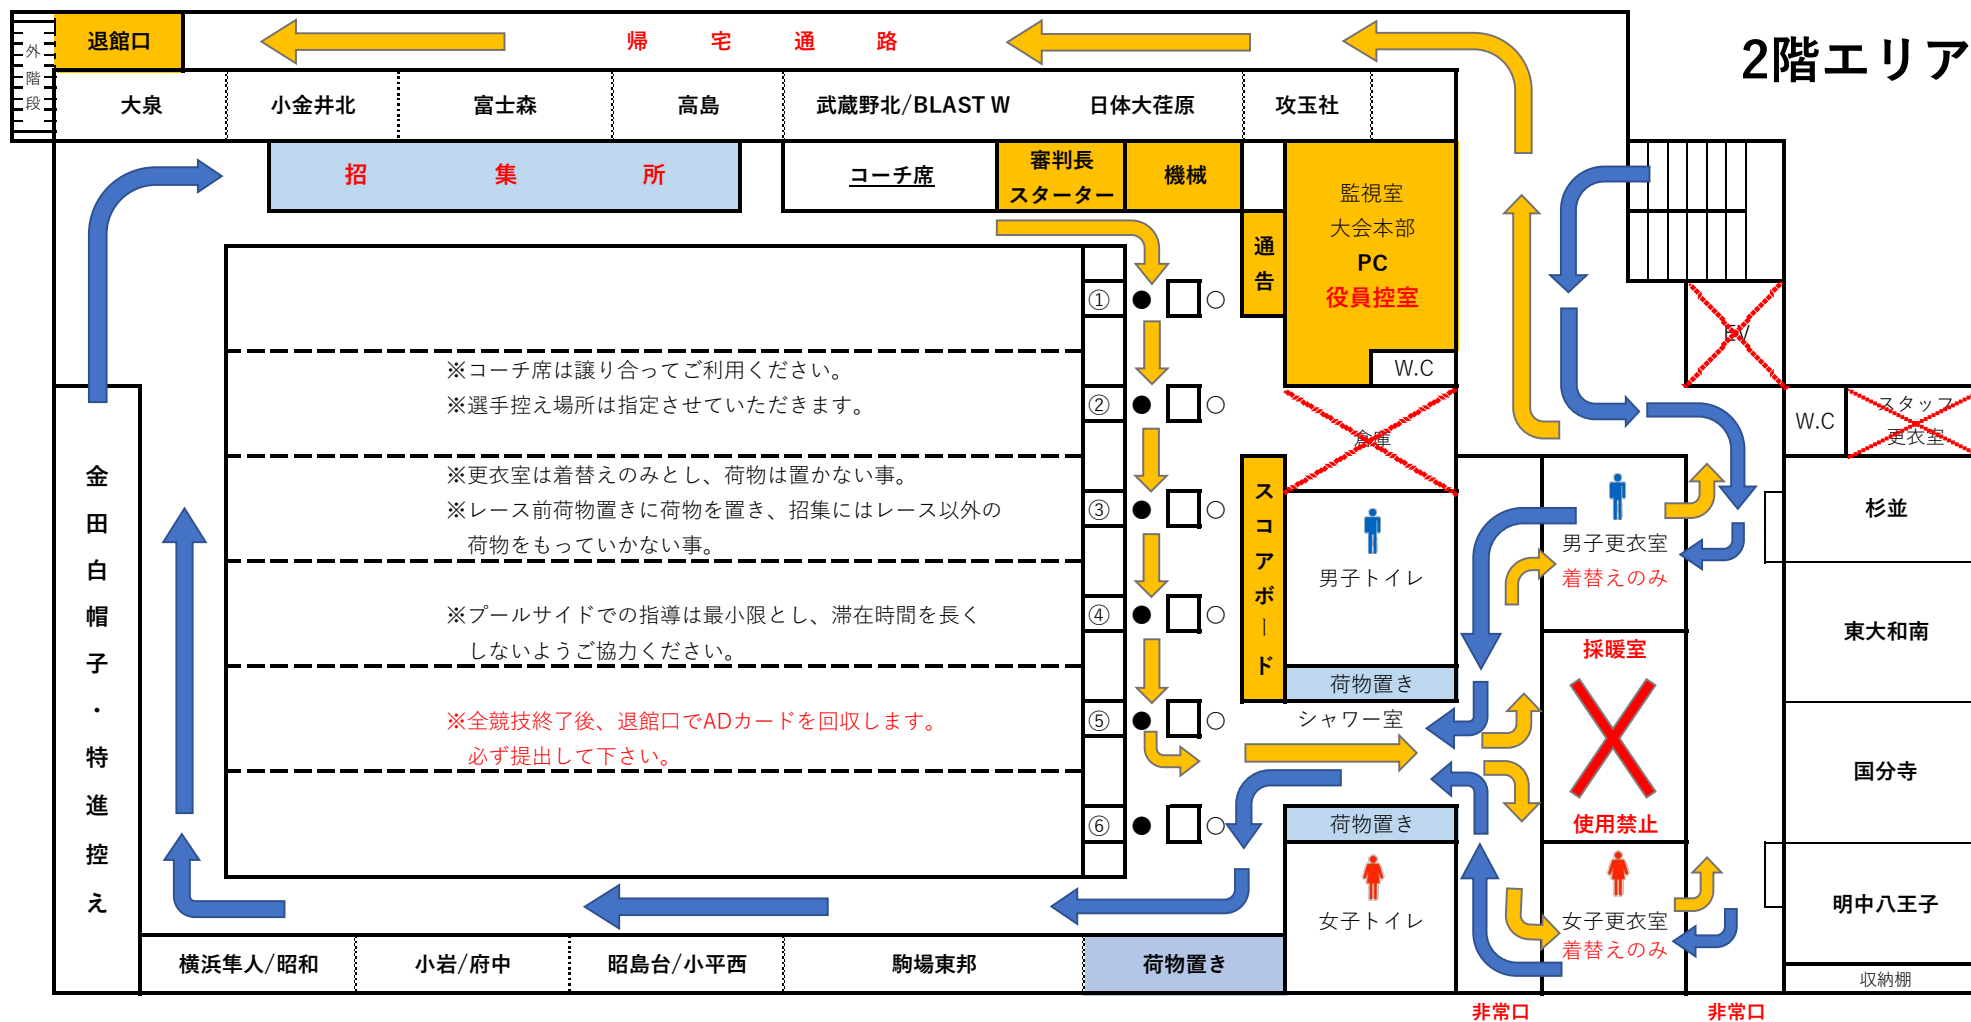 2階エリア
外階段
退館口
帰宅通路
大泉
小金井北
富士森
高島
武蔵野北/BLAST W
日体大荏原
攻玉社
招集所
コーチ席
審判長
スターター
機械
通告
監視室
大会本部
PC
役員控室
W.C
EV
倉庫
W.C
スタッフ
更衣室
①
②
③
④
⑤
⑥
※コーチ席は譲り合ってご利用ください。
※選手控え場所は指定させていただきます。
※更衣室は着替えのみとし、荷物は置かない事。
※レース前荷物置きに荷物を置き、招集にはレース以外の
荷物をもっていかない事。
※プールサイドでの指導は最小限とし、滞在時間を長く
しないようご協力ください。
※全競技終了後、退館口でADカードを回収します。
必ず提出して下さい。
金田白帽子・特進控え
スコアボード
男子トイレ
荷物置き
シャワー室
荷物置き
女子トイレ
男子更衣室
着替えのみ
採暖室
使用禁止
女子更衣室
着替えのみ
杉並
東大和南
国分寺
明中八王子
収納棚
横浜隼人/昭和
小岩/府中
昭島台/小平西
駒場東邦
荷物置き
非常口
非常口